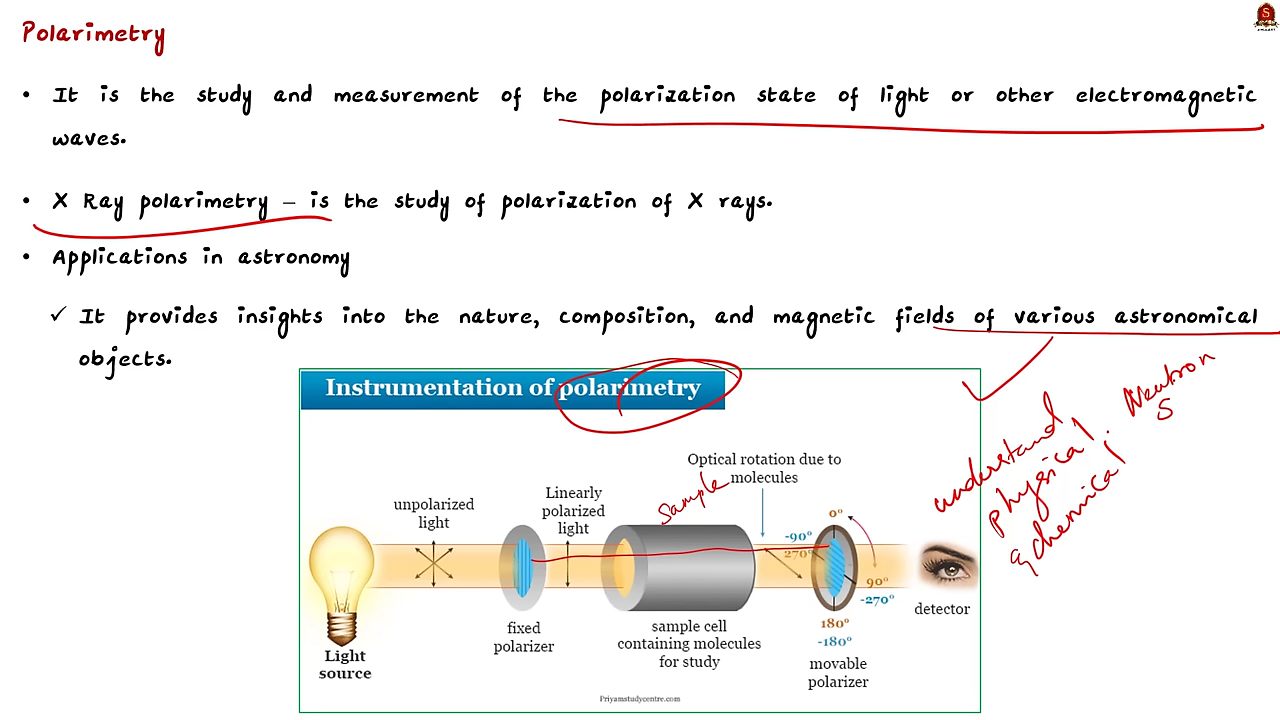 Polarimetry
• It is the study and measurement of the polarization state of light or other electromagnetic
waves.
• X Ray polarimetry – is the study of polarization of X rays.
• Applications in astronomy
✓ It provides insights into the nature, composition, and magnetic fields of various astronomical
objects.
Instrumentation of polarimetry
understand
physical
& chemical
Neutron
S
Optical rotation due to
molecules
sample
unpolarized
light
Linearly
polarized
light
0°
-90°
270°
90°
-270°
180°
-180°
Light
source
fixed
polarizer
sample cell
containing molecules
for study
movable
polarizer
detector
Priyamstudycentre.com